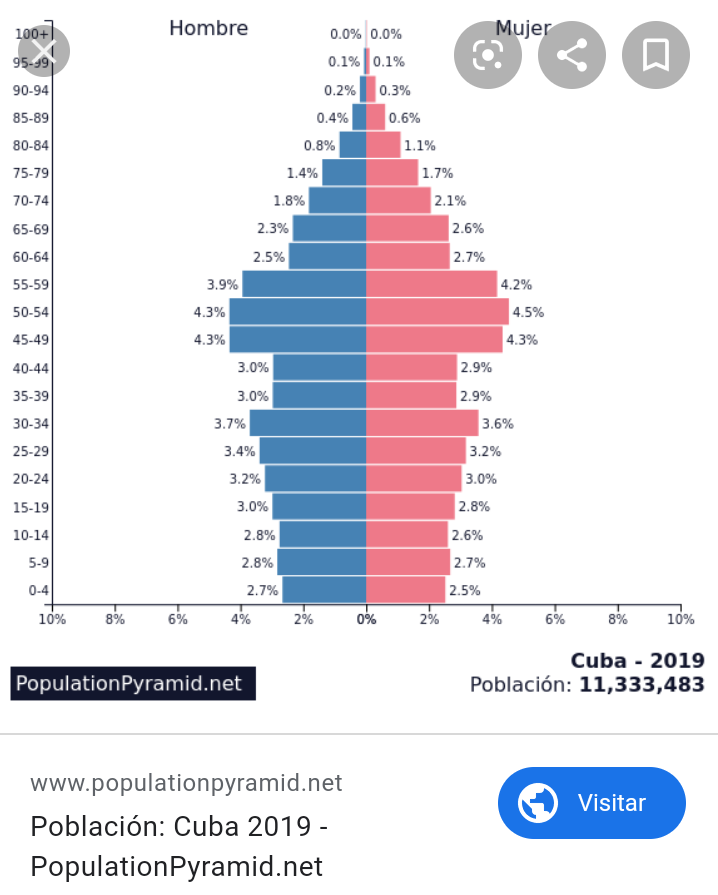 Hombre Mujer
100+ 0.0% 0.0%
95-99 0.1% 0.1%
90-94 0.2% 0.3%
85-89 0.4% 0.6%
80-84 0.8% 1.1%
75-79 1.4% 1.7%
70-74 1.8% 2.1%
65-69 2.3% 2.6%
60-64 2.5% 2.7%
55-59 3.9% 4.2%
50-54 4.3% 4.5%
45-49 4.3% 4.3%
40-44 3.0% 2.9%
35-39 3.0% 2.9%
30-34 3.7% 3.6%
25-29 3.4% 3.2%
20-24 3.2% 3.0%
15-19 3.0% 2.8%
10-14 2.8% 2.6%
5-9 2.8% 2.7%
0-4 2.7% 2.5%
10% 8% 6% 4% 2% 0% 2% 4% 6% 8% 10%
Cuba - 2019
PopulationPyramid.net Población: 11,333,483
www.populationpyramid.net
Visitar
Población: Cuba 2019 -
PopulationPyramid.net